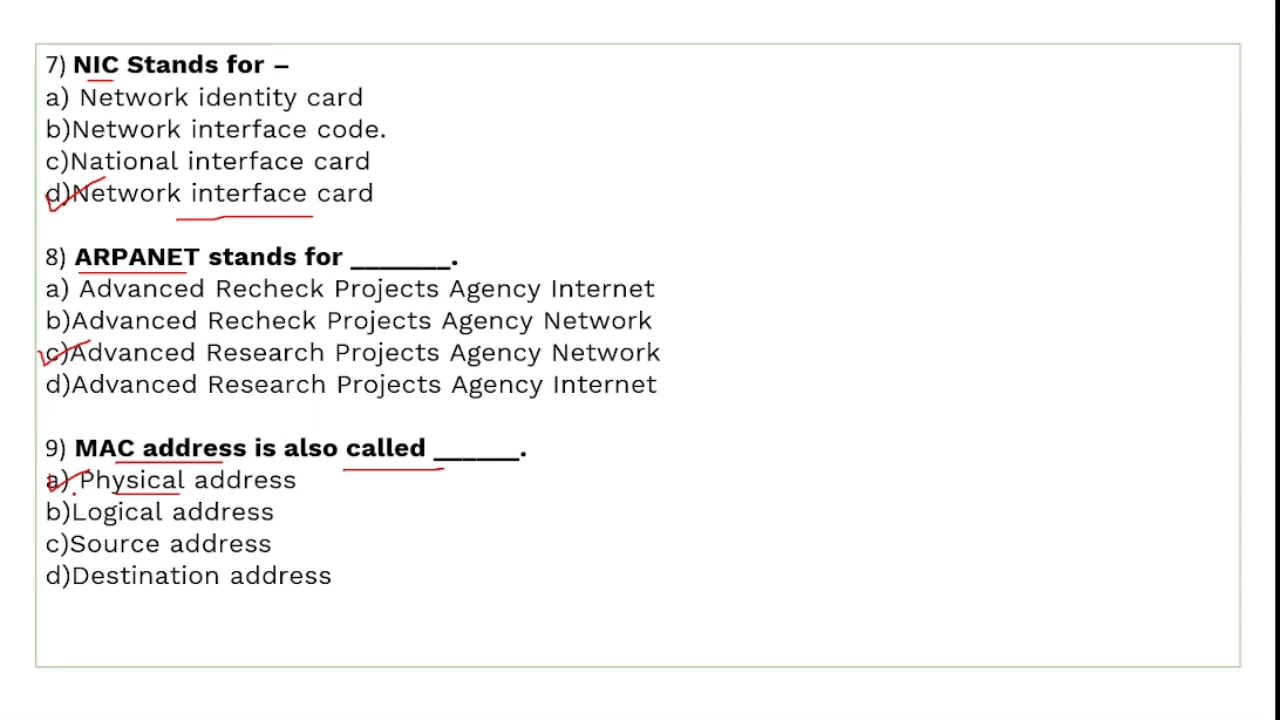 7) NIC Stands for –
a) Network identity card
b)Network interface code.
c)National interface card
d)Network interface card
8) ARPANET stands for _______.
a) Advanced Recheck Projects Agency Internet
b)Advanced Recheck Projects Agency Network
c)Advanced Research Projects Agency Network
d)Advanced Research Projects Agency Internet
9) MAC address is also called ______.
a) Physical address
b)Logical address
c)Source address
d)Destination address